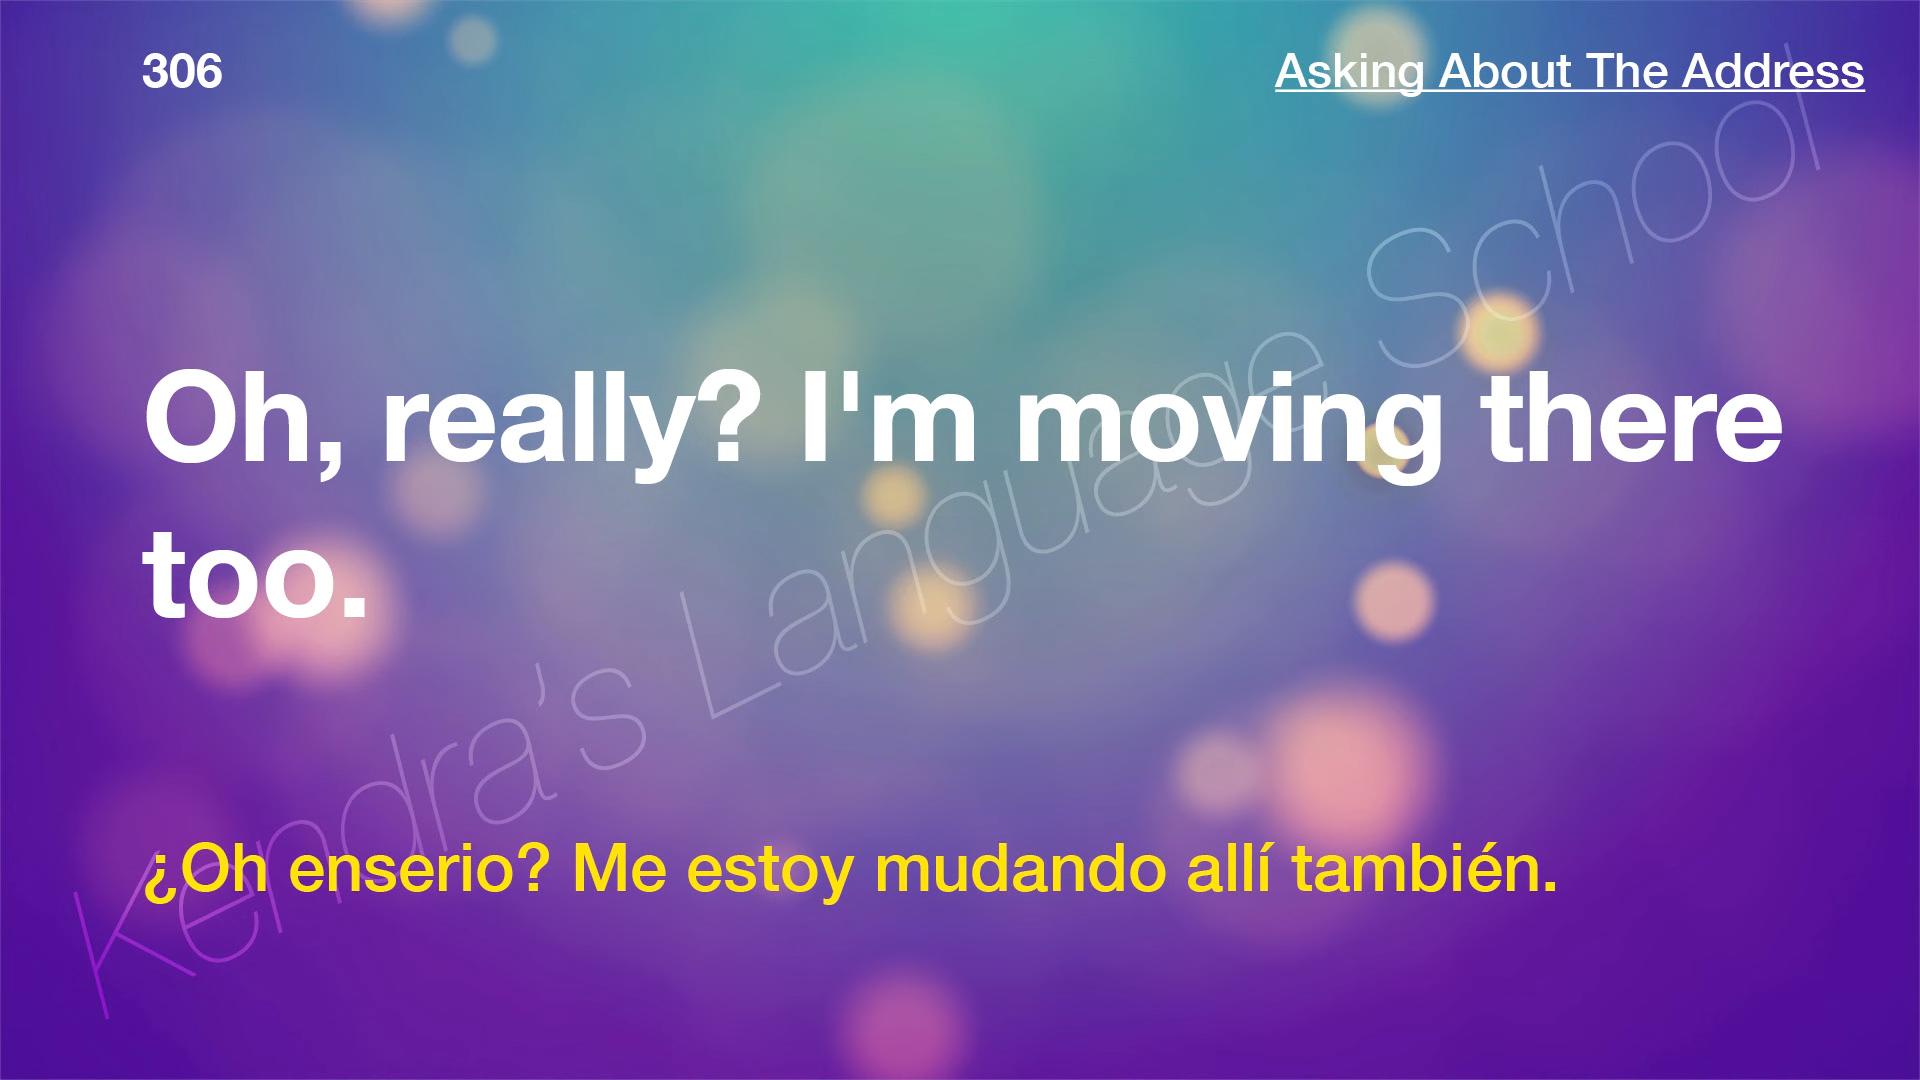 306
Asking About The Address
Oh, really? I'm moving there
too.
¿Oh enserio? Me estoy mudando allí también.
Kendra’s Language School